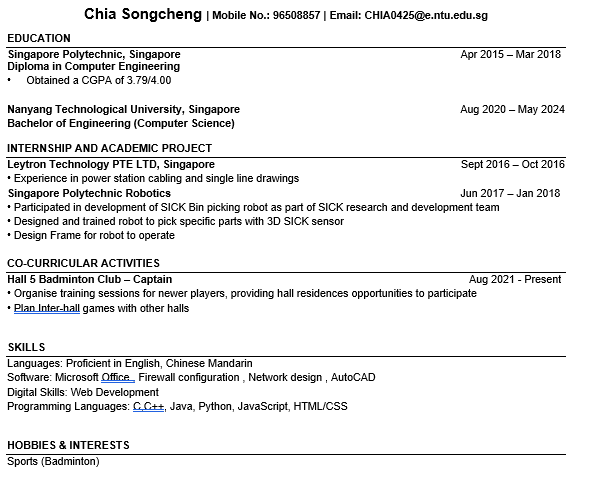 Chia Songcheng | Mobile No.: 96508857 | Email: CHIA0425@e.ntu.edu.sg
EDUCATION
Singapore Polytechnic, Singapore Apr 2015 – Mar 2018
Diploma in Computer Engineering
• Obtained a CGPA of 3.79/4.00
Nanyang Technological University, Singapore Aug 2020 – May 2024
Bachelor of Engineering (Computer Science)
INTERNSHIP AND ACADEMIC PROJECT
Leytron Technology PTE LTD, Singapore Sept 2016 – Oct 2016
• Experience in power station cabling and single line drawings
Singapore Polytechnic Robotics Jun 2017 – Jan 2018
• Participated in development of SICK Bin picking robot as part of SICK research and development team
• Designed and trained robot to pick specific parts with 3D SICK sensor
• Design Frame for robot to operate
CO-CURRICULAR ACTIVITIES
Hall 5 Badminton Club – Captain Aug 2021 - Present
• Organise training sessions for newer players, providing hall residences opportunities to participate
• Plan Inter-hall games with other halls
SKILLS
Languages: Proficient in English, Chinese Mandarin
Software: Microsoft Office , Firewall configuration , Network design , AutoCAD
Digital Skills: Web Development
Programming Languages: C,C++, Java, Python, JavaScript, HTML/CSS
HOBBIES & INTERESTS
Sports (Badminton)